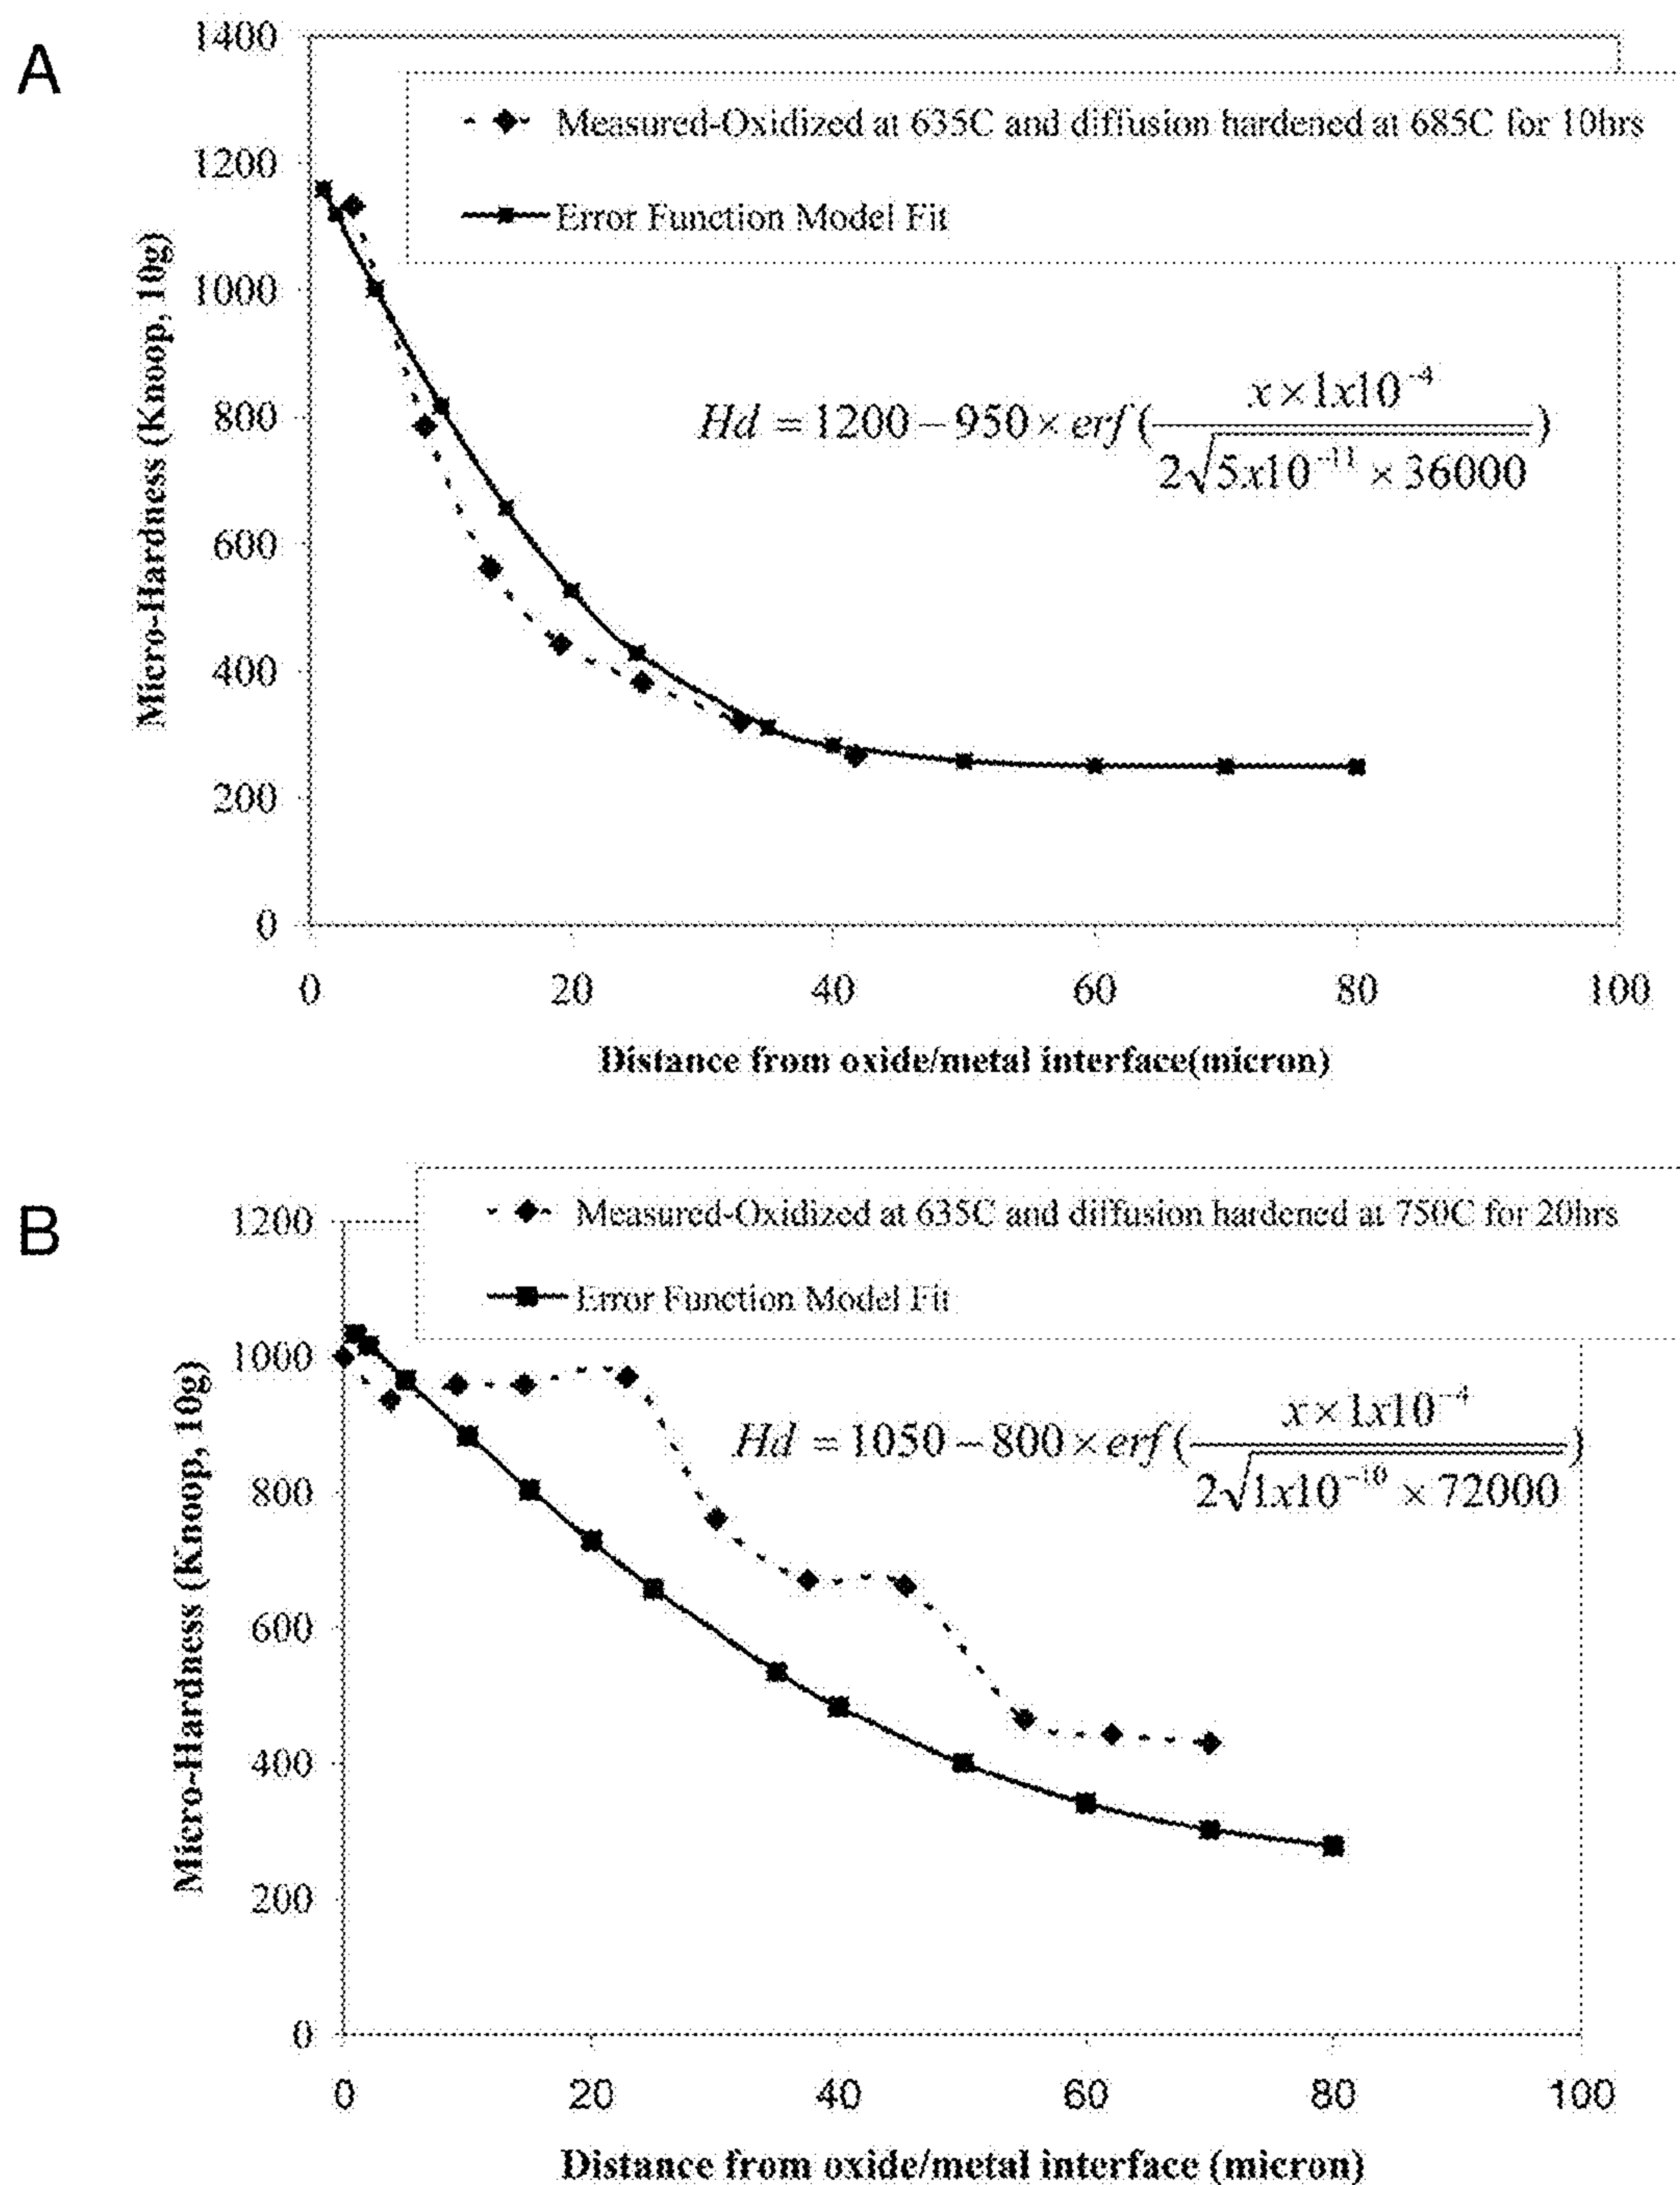 A
1400
1200
1000
800
600
400
200
0
Micro-Hardness (Knoop, 10g)
Measured-Oxidized at 635C and diffusion hardened at 685C for 10hrs
Error Function Model Fit
Hd = 1200 − 950 × erf ( x × 1x10^-4 / 2√5x10^-11 × 36000 )
0 20 40 60 80 100
Distance from oxide/metal interface(micron)
B
1200
1000
800
600
400
200
0
Micro-Hardness (Knoop, 10g)
Measured-Oxidized at 635C and diffusion hardened at 750C for 20hrs
Error Function Model Fit
Hd = 1050 − 800 × erf ( x × 1x10^-4 / 2√1x10^-10 × 72000 )
0 20 40 60 80 100
Distance from oxide/metal interface (micron)